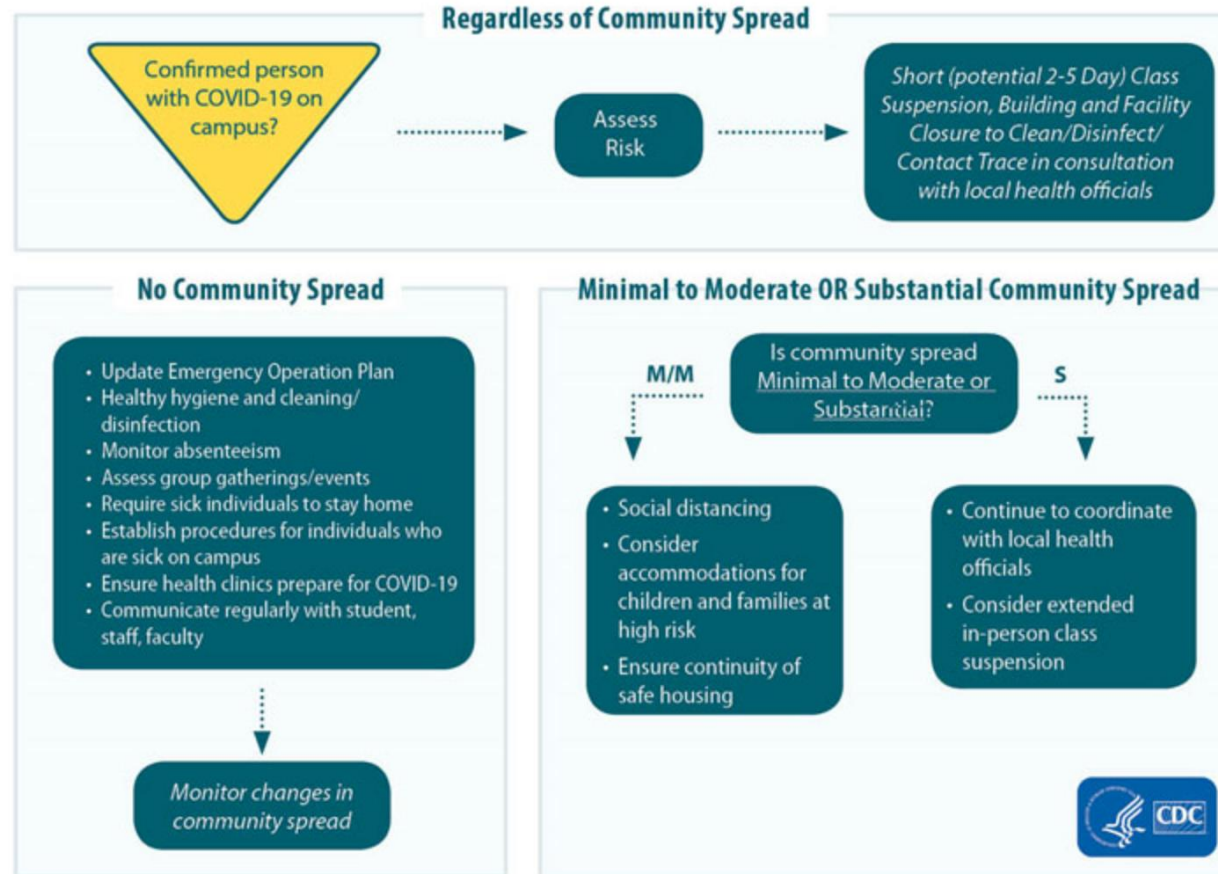 Regardless of Community Spread
Confirmed person
with COVID-19 on
campus?
Assess
Risk
Short (potential 2-5 Day) Class
Suspension, Building and Facility
Closure to Clean/Disinfect/
Contact Trace in consultation
with local health officials
No Community Spread
• Update Emergency Operation Plan
• Healthy hygiene and cleaning/
disinfection
• Monitor absenteeism
• Assess group gatherings/events
• Require sick individuals to stay home
• Establish procedures for individuals who
are sick on campus
• Ensure health clinics prepare for COVID-19
• Communicate regularly with student,
staff, faculty
Monitor changes in
community spread
Minimal to Moderate OR Substantial Community Spread
Is community spread
Minimal to Moderate or
Substantial?
M/M
S
• Social distancing
• Consider
accommodations for
children and families at
high risk
• Ensure continuity of
safe housing
• Continue to coordinate
with local health
officials
• Consider extended
in-person class
suspension
CDC